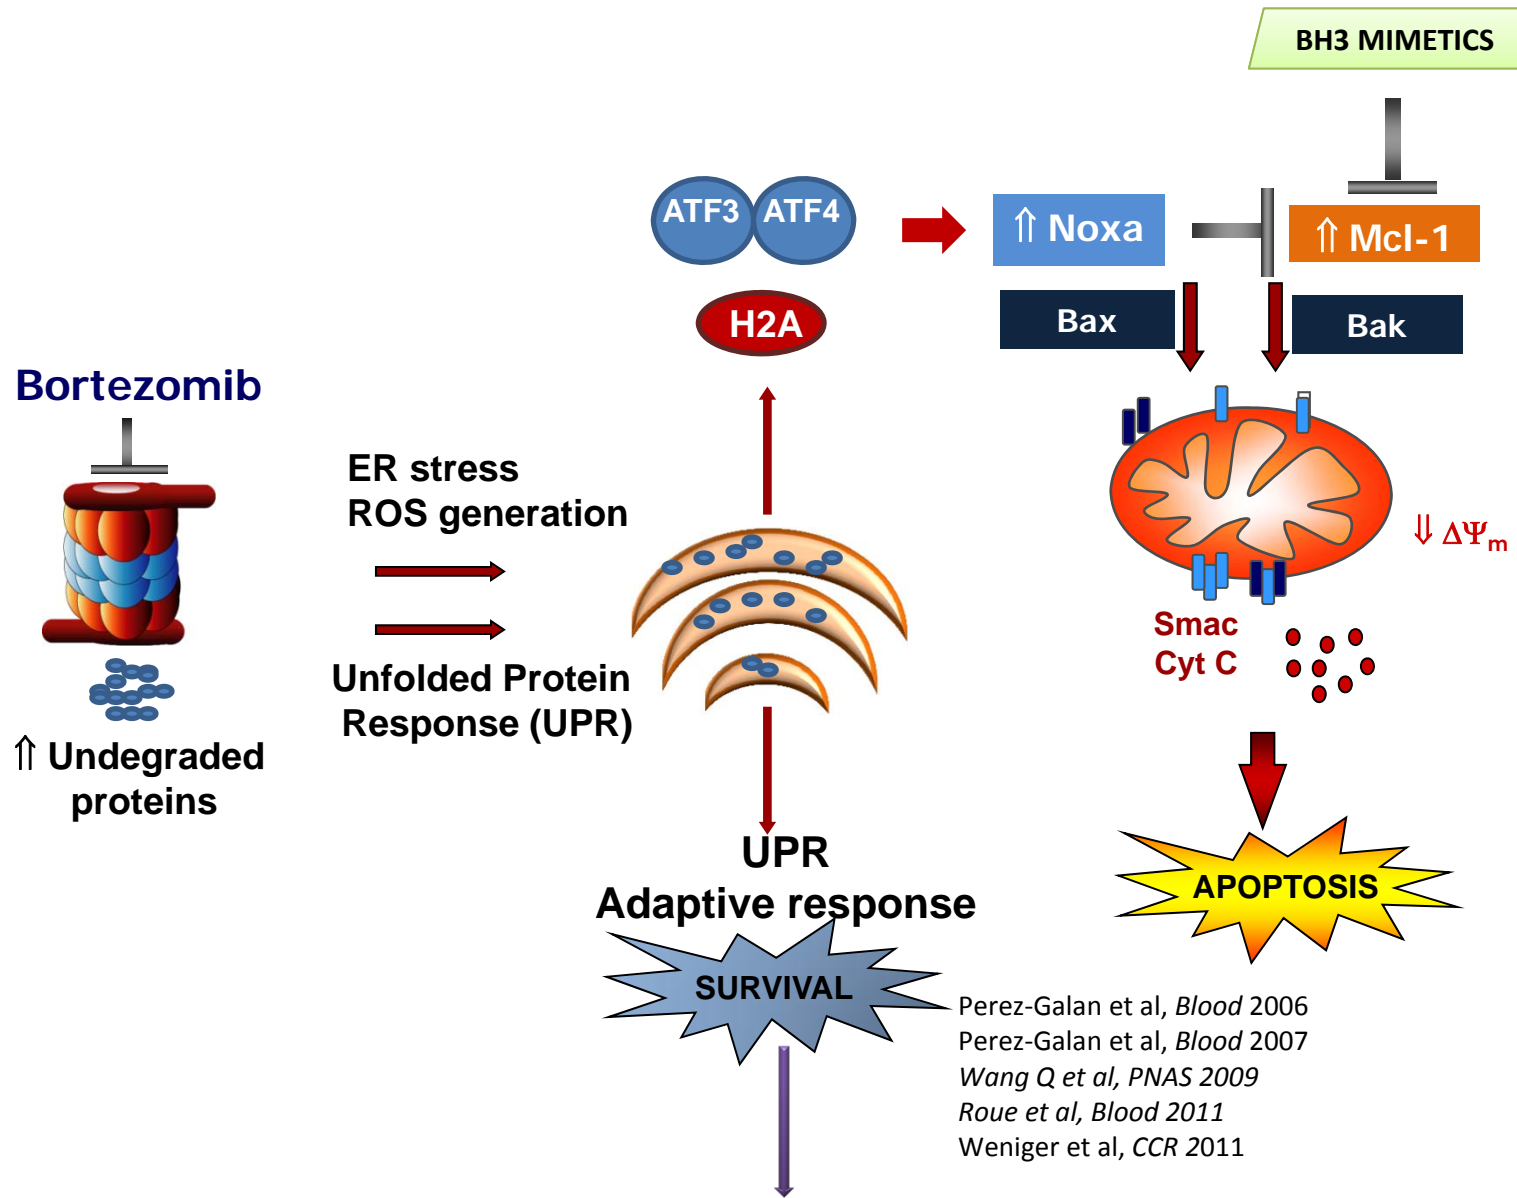 BH3 MIMETICS
ATF3 ATF4
⇑ Noxa
⇑ Mcl-1
H2A
Bax
Bak
Bortezomib
ER stress
ROS generation
⇓ ΔΨm
Smac
Cyt C
Unfolded Protein
Response (UPR)
⇑ Undegraded
proteins
UPR
Adaptive response
APOPTOSIS
SURVIVAL
Perez-Galan et al, Blood 2006
Perez-Galan et al, Blood 2007
Wang Q et al, PNAS 2009
Roue et al, Blood 2011
Weniger et al, CCR 2011